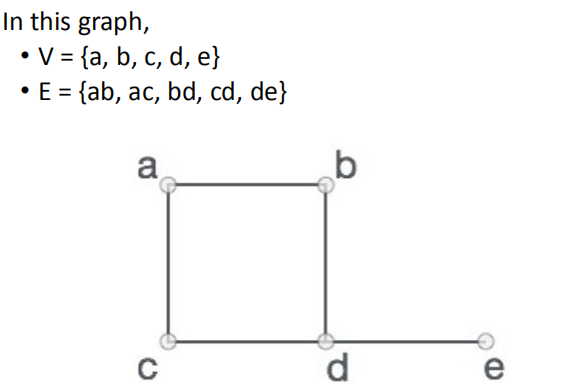 In this graph,
• V = {a, b, c, d, e}
• E = {ab, ac, bd, cd, de}
a b
c d e